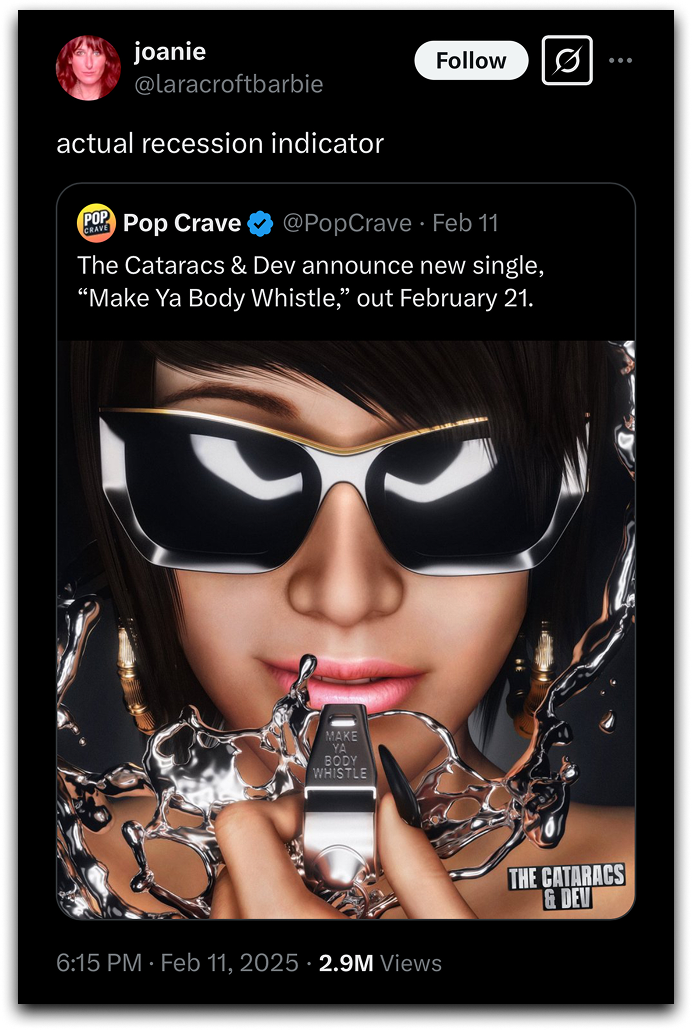 joanie
Follow
@laracroftbarbie
actual recession indicator
POP
CRAVE
Pop Crave @PopCrave · Feb 11
The Cataracs & Dev announce new single,
“Make Ya Body Whistle,” out February 21.
MAKE
YA
BODY
WHISTLE
THE CATARACS
& DEV
6:15 PM · Feb 11, 2025 · 2.9M Views